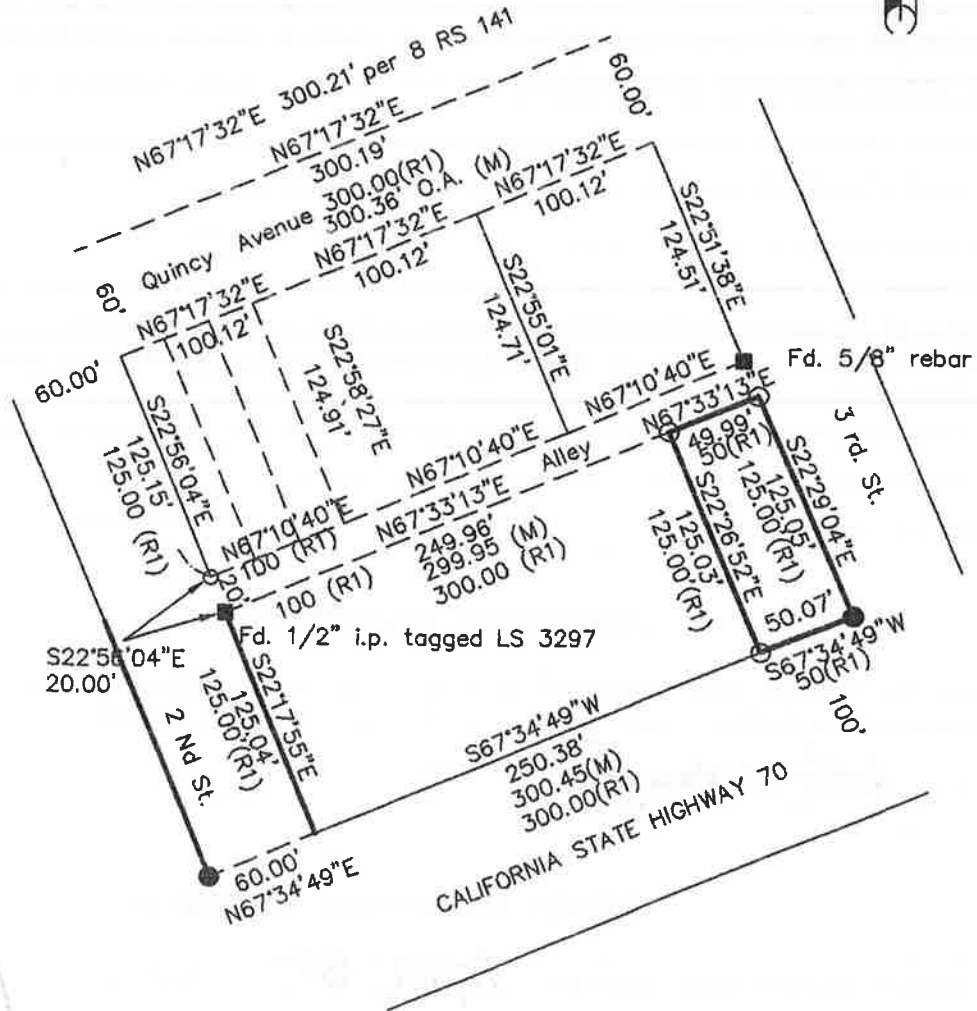 N67°17'32"E 300.21' per 8 RS 141
N67°17'32"E
300.19'
60.00'
Quincy Avenue
300.00(R1)
300.36' O.A. (M)
60'
N67°17'32"E
100.12'
N67°17'32"E
100.12'
N67°17'32"E
100.12'
60.00'
S22°56'04"E
125.15'
125.00 (R1)
S22°58'27"E
124.91'
S22°55'01"E
124.71'
S22°51'38"E
124.51'
Fd. 5/8" rebar
3 rd. St.
N67°10'40"E
100 (R1)
N67°10'40"E
N67°10'40"E
Alley
20'
100 (R1)
N67°33'13"E
249.96'
299.95 (M)
300.00 (R1)
N67°33'13"E
49.99'
50(R1)
S22°26'52"E
125.03'
125.00'(R1)
S22°29'04"E
125.05'
125.00'(R1)
50.07'
S67°34'49"W
50(R1)
Fd. 1/2" i.p. tagged LS 3297
S22°56'04"E
20.00'
2 Nd St.
S22°17'55"E
125.04'
125.00'(R1)
S67°34'49"W
250.38'
300.45(M)
300.00(R1)
100'
60.00'
N67°34'49"E
CALIFORNIA STATE HIGHWAY 70